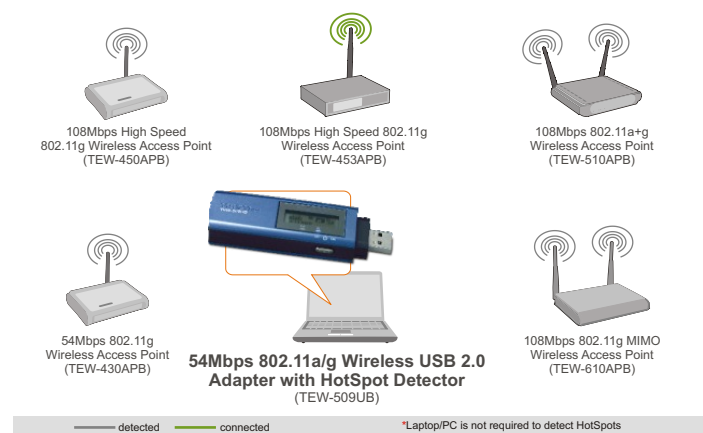 108Mbps High Speed
802.11g Wireless Access Point
(TEW-450APB)
108Mbps High Speed 802.11g
Wireless Access Point
(TEW-453APB)
108Mbps 802.11a+g
Wireless Access Point
(TEW-510APB)
54Mbps 802.11g
Wireless Access Point
(TEW-430APB)
54Mbps 802.11a/g Wireless USB 2.0
Adapter with HotSpot Detector
(TEW-509UB)
108Mbps 802.11g MIMO
Wireless Access Point
(TEW-610APB)
detected
connected
*Laptop/PC is not required to detect HotSpots